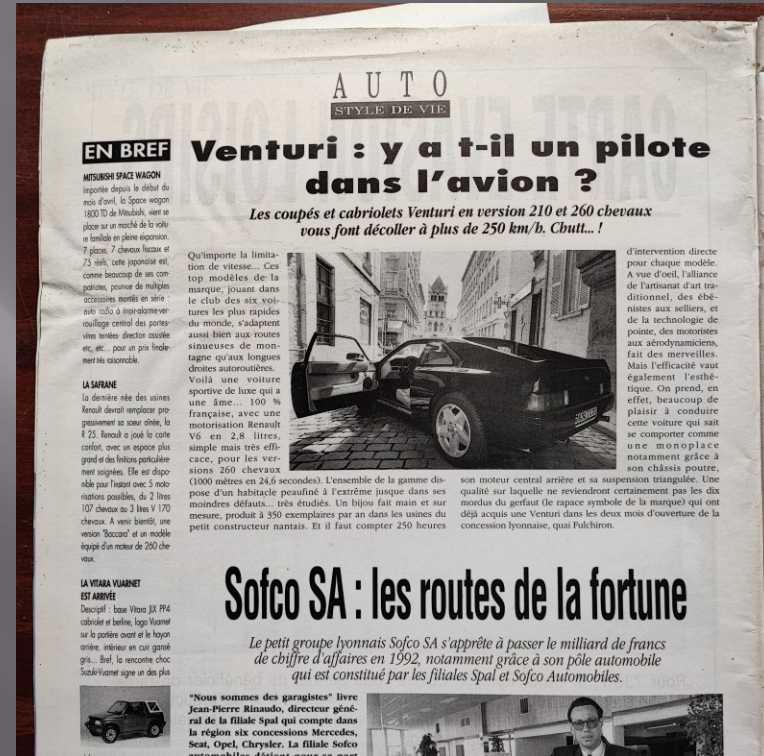 AUTO
STYLE DE VIE
EN BREF
MITSUBISHI SPACE WAGON
Importée depuis le début du
mois d'avril, la Space wagon
1800 TD de Mitsubishi, vient se
placer sur un marché de la voitu
re familiale en pleine expansion.
7 places, 7 chevaux fiscaux et
75 réels, cette japonaise est,
comme beaucoup de ses com-
patriotes, pourvue de multiples
accessoires montés en série :
auto radio à tiroir-alarme-ver-
rouillage central des portes-
vitres teintées direction assistée
etc, etc... pour un prix finale-
ment très raisonnable.
LA SAFRANE
La dernière née des usines
Renault devrait remplacer pro-
gressivement sa soeur aînée, la
R 25. Renault a joué la carte
confort, avec un espace plus
grand et des finitions particulière-
ment soignées. Elle est dispo-
nible pour l'instant avec 5 moto
risations possibles, du 2 litres
107 chevaux au 3 litres V 170
chevaux. A venir bientôt, une
version "Baccara" et un modèle
équipé d'un moteur de 260 che-
vaux.
LA VITARA VUARNET
EST ARRIVÉE
Descriptif : base Vitara JLX PP4
cabriolet et berline, logo Vuarnet
sur la portière avant et le hayon
arrière, intérieur en cuir gansé
gris... Bref, la rencontre choc
Suzuki-Vuarnet signe un des plus
Venturi : y a t-il un pilote
dans l'avion ?
Les coupés et cabriolets Venturi en version 210 et 260 chevaux
vous font décoller à plus de 250 km/h. Chutt... !
Qu'importe la limita-
tion de vitesse... Ces
top modèles de la
marque, jouant dans
le club des six voi-
tures les plus rapides
du monde, s'adaptent
aussi bien aux routes
sinueuses de mon-
tagne qu'aux longues
droites autoroutières.
Voilà une voiture
sportive de luxe qui a
une âme... 100 %
française, avec une
motorisation Renault
V6 en 2,8 litres,
simple mais très effi-
cace, pour les ver-
sions 260 chevaux
(1000 mètres en 24,6 secondes). L'ensemble de la gamme dis-
pose d'un habitacle peaufiné à l'extrême jusque dans ses
moindres défauts... très étudiés. Un bijou fait main et sur
mesure, produit à 350 exemplaires par an dans les usines du
petit constructeur nantais. Et il faut compter 250 heures
d'intervention directe
pour chaque modèle.
A vue d'oeil, l'alliance
de l'artisanat d'art tra-
ditionnel, des ébé-
nistes aux selliers, et
de la technologie de
pointe, des motoristes
aux aérodynamiciens,
fait des merveilles.
Mais l'efficacité vaut
également l'esthé-
tique. On prend, en
effet, beaucoup de
plaisir à conduire
cette voiture qui sait
se comporter comme
une monoplace
notamment grâce à
son châssis poutre,
son moteur central arrière et sa suspension triangulée. Une
qualité sur laquelle ne reviendront certainement pas les dix
mordus du gerfaut (le rapace symbole de la marque) qui ont
déjà acquis une Venturi dans les deux mois d'ouverture de la
concession lyonnaise, quai Fulchiron.
Sofco SA : les routes de la fortune
Le petit groupe lyonnais Sofco SA s'apprête à passer le milliard de francs
de chiffre d'affaires en 1992, notamment grâce à son pôle automobile
qui est constitué par les filiales Spal et Sofco Automobiles.
"Nous sommes des garagistes" livre
Jean-Pierre Rinaudo, directeur géné-
ral de la filiale Spal qui compte dans
la région six concessions Mercedes,
Seat, Opel, Chrysler. La filiale Sofco